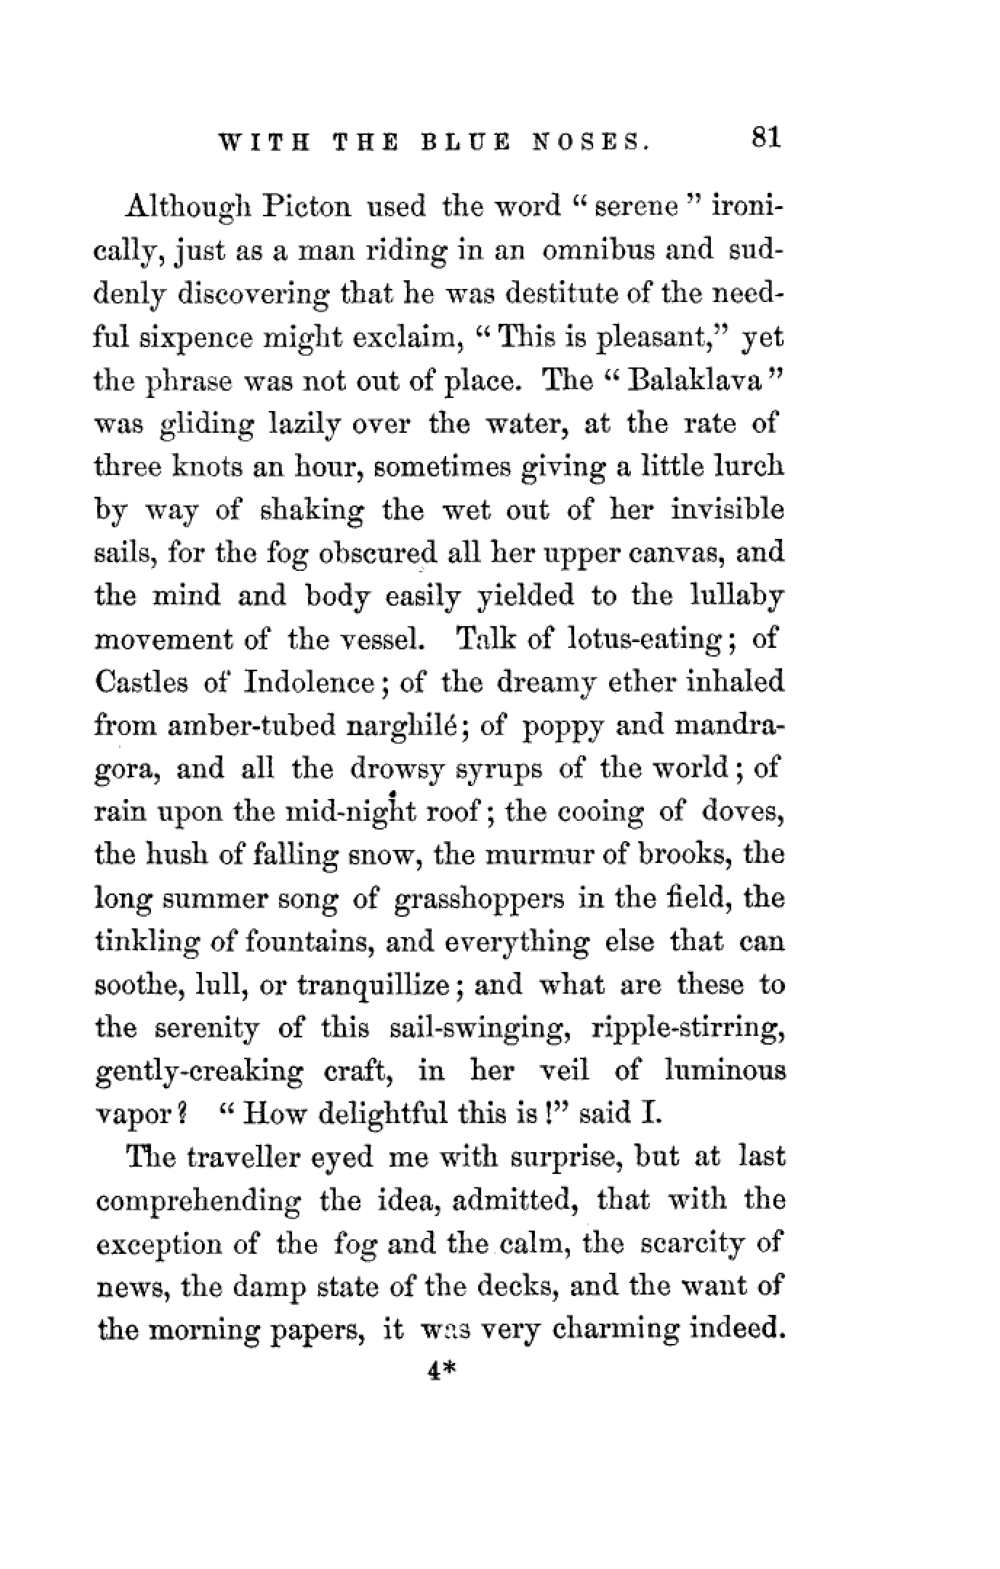 WITH THE BLUE NOSES. 81
Although Picton used the word " serene " ironi-
cally, just as a man riding in an omnibus and sud-
denly discovering that he was destitute of the need-
ful sixpence might exclaim, " This is pleasant," yet
the phrase was not out of place. The " Balaklava "
was gliding lazily over the water, at the rate of
three knots an hour, sometimes giving a little lurch
by way of shaking the wet out of her invisible
sails, for the fog obscured all her upper canvas, and
the mind and body easily yielded to the lullaby
movement of the vessel. Talk of lotus-eating; of
Castles of Indolence; of the dreamy ether inhaled
from amber-tubed narghilé; of poppy and mandra-
gora, and all the drowsy syrups of the world; of
rain upon the mid-night roof; the cooing of doves,
the hush of falling snow, the murmur of brooks, the
long summer song of grasshoppers in the field, the
tinkling of fountains, and everything else that can
soothe, lull, or tranquillize; and what are these to
the serenity of this sail-swinging, ripple-stirring,
gently-creaking craft, in her veil of luminous
vapor? " How delightful this is!" said I.
The traveller eyed me with surprise, but at last
comprehending the idea, admitted, that with the
exception of the fog and the calm, the scarcity of
news, the damp state of the decks, and the want of
the morning papers, it was very charming indeed.
4*